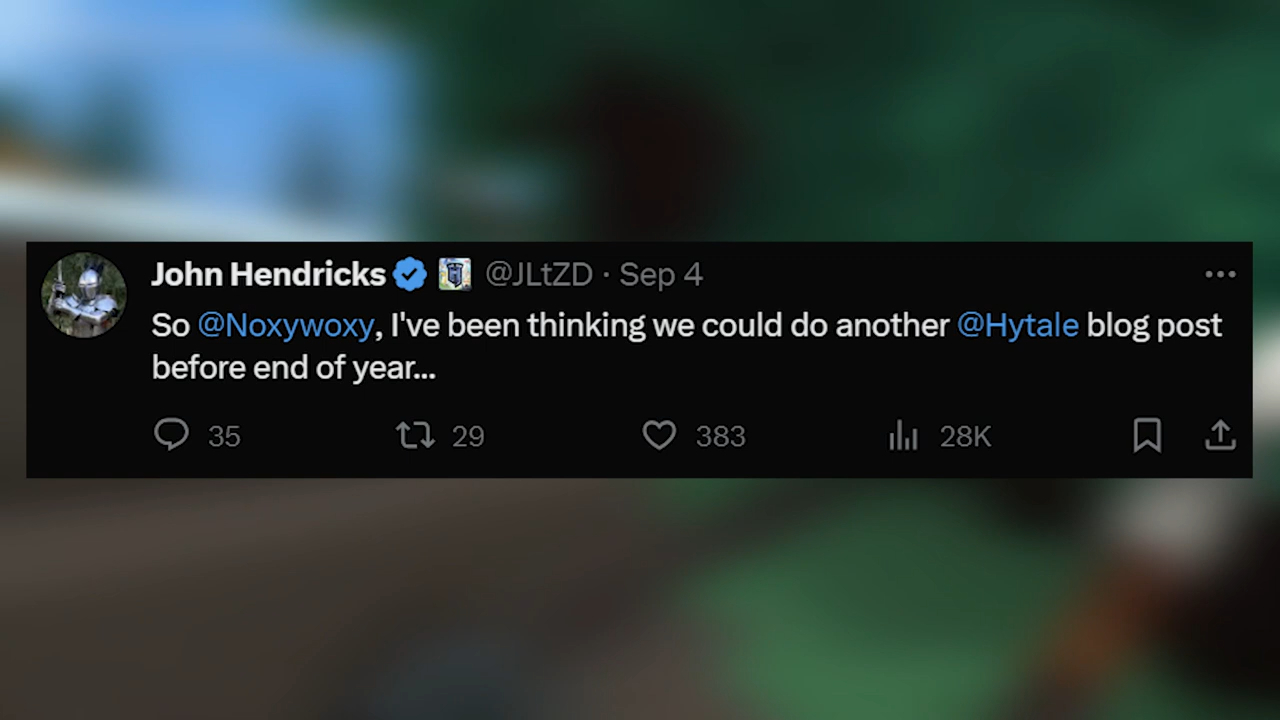 John Hendricks @JLtZD · Sep 4
So @Noxywoxy, I've been thinking we could do another @Hytale blog post
before end of year...
35 29 383 28K